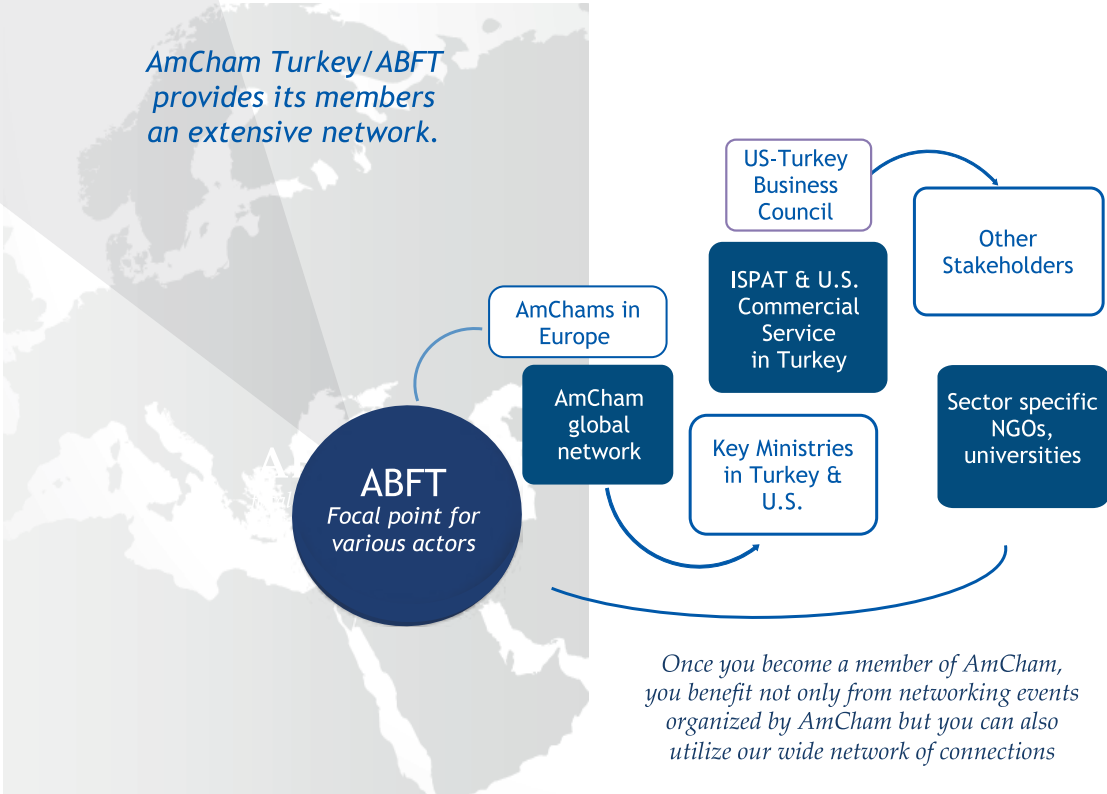 AmCham Turkey/ABFT
provides its members
an extensive network.
US-Turkey
Business
Council
Other
Stakeholders
ISPAT & U.S.
Commercial
Service
in Turkey
AmChams in
Europe
AmCham
global
network
Sector specific
NGOs,
universities
Key Ministries
in Turkey &
U.S.
ABFT
Focal point for
various actors
Once you become a member of AmCham,
you benefit not only from networking events
organized by AmCham but you can also
utilize our wide network of connections